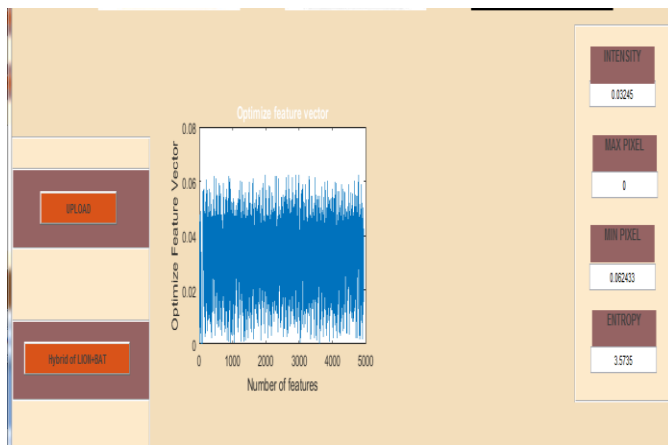 UPLOAD
Hybrid of LION+BAT
Optimize feature vector
Optimize Feature Vector
0.08
0.06
0.04
0.02
0
0 1000 2000 3000 4000 5000
Number of features
INTENSITY
0.03245
MAX PIXEL
0
MIN PIXEL
0.062433
ENTROPY
3.5735